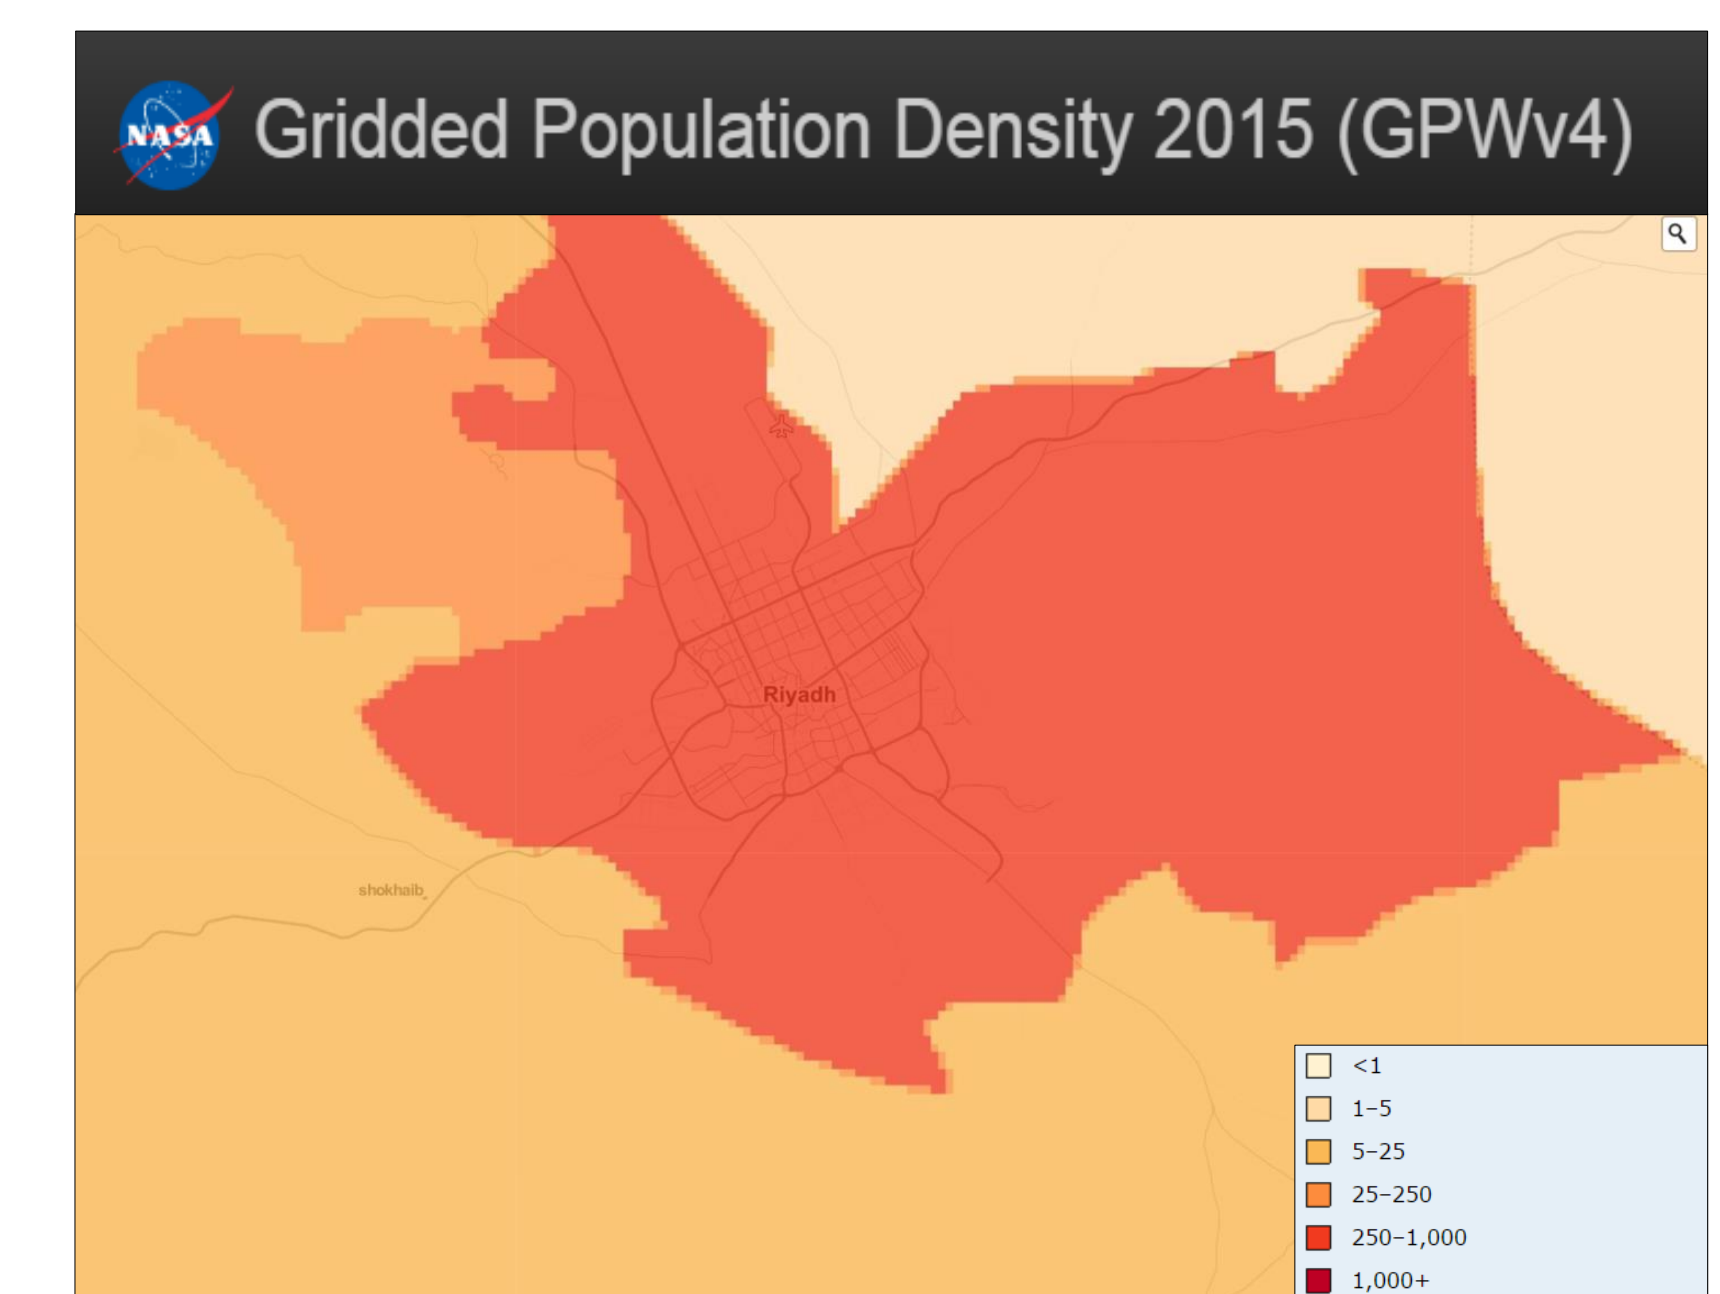 NASA
Gridded Population Density 2015 (GPWv4)
Riyadh
shokhaib
<1
1–5
5–25
25–250
250–1,000
1,000+